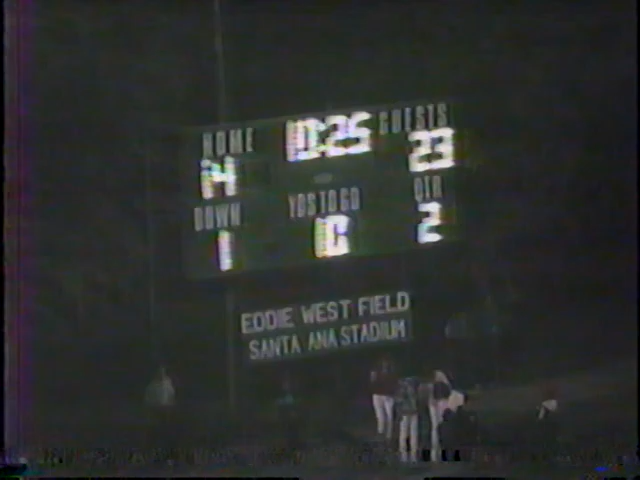 HOME 10:25 GUESTS
14 23
DOWN YDS TO GO QTR
1 10 2
EDDIE WEST FIELD
SANTA ANA STADIUM